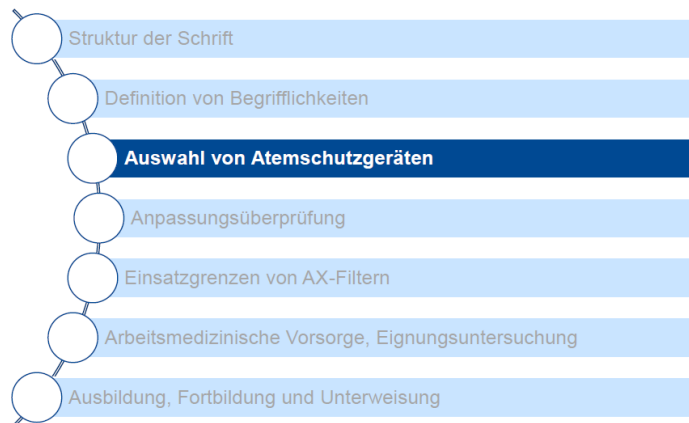 Struktur der Schrift
Definition von Begrifflichkeiten
Auswahl von Atemschutzgeräten
Anpassungsüberprüfung
Einsatzgrenzen von AX-Filtern
Arbeitsmedizinische Vorsorge, Eignungsuntersuchung
Ausbildung, Fortbildung und Unterweisung